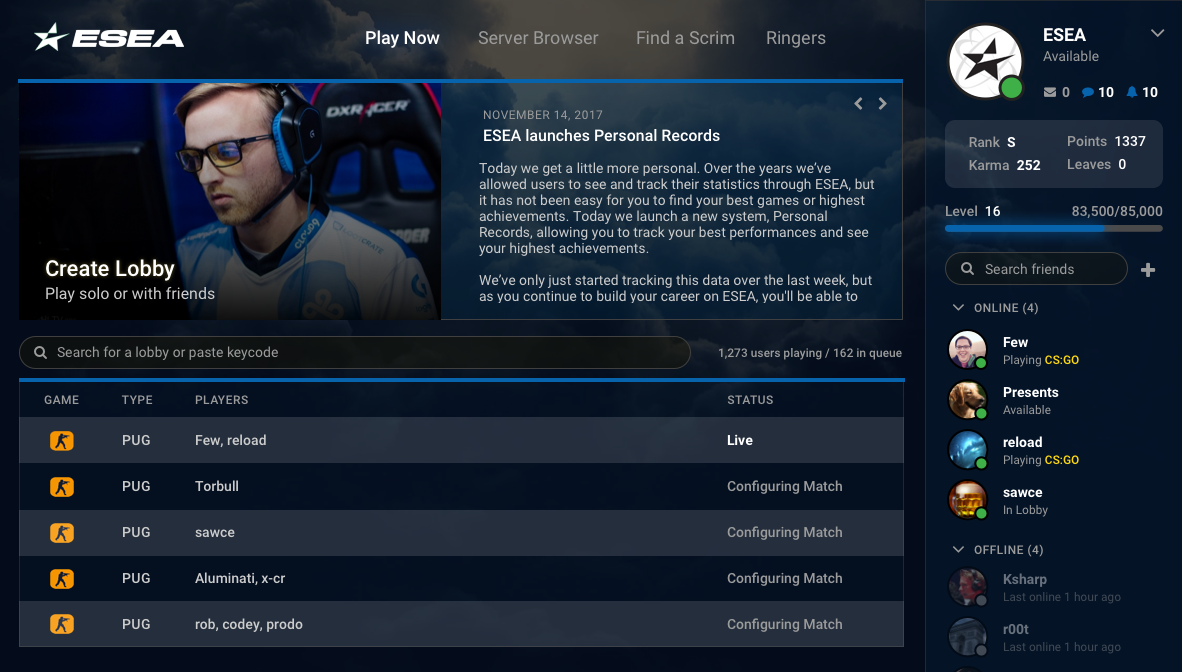 ESEA
Play Now
Server Browser
Find a Scrim
Ringers
DXRACER
CLOUD9
Create Lobby
Play solo or with friends
NOVEMBER 14, 2017
ESEA launches Personal Records
Today we get a little more personal. Over the years we've
allowed users to see and track their statistics through ESEA, but
it has not been easy for you to find your best games or highest
achievements. Today we launch a new system, Personal
Records, allowing you to track your best performances and see
your highest achievements.
We've only just started tracking this data over the last week, but
as you continue to build your career on ESEA, you'll be able to
Search for a lobby or paste keycode
1,273 users playing / 162 in queue
GAME TYPE PLAYERS STATUS
PUG Few, reload Live
PUG Torbull Configuring Match
PUG sawce Configuring Match
PUG Aluminati, x-cr Configuring Match
PUG rob, codey, prodo Configuring Match
ESEA
Available
0 10 10
Rank S Points 1337
Karma 252 Leaves 0
Level 16 83,500/85,000
Search friends
ONLINE (4)
Few
Playing CS:GO
Presents
Available
reload
Playing CS:GO
sawce
In Lobby
OFFLINE (4)
Ksharp
Last online 1 hour ago
r00t
Last online 1 hour ago